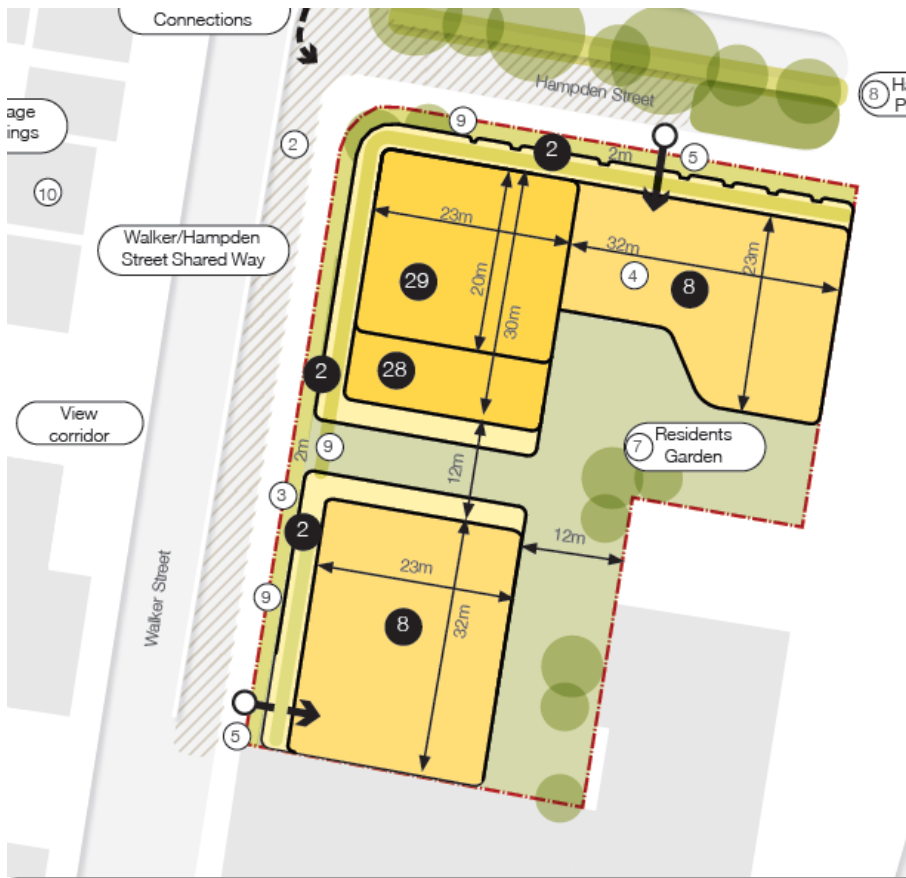 Connections
Hampden Street
8
9
2
2m
5
age
ings
2
10
23m
32m
23m
Walker/Hampden
Street Shared Way
4
8
29
20m
30m
2
28
View
corridor
9
2m
7
Residents
Garden
12m
3
2
12m
Walker Street
9
23m
8
32m
5